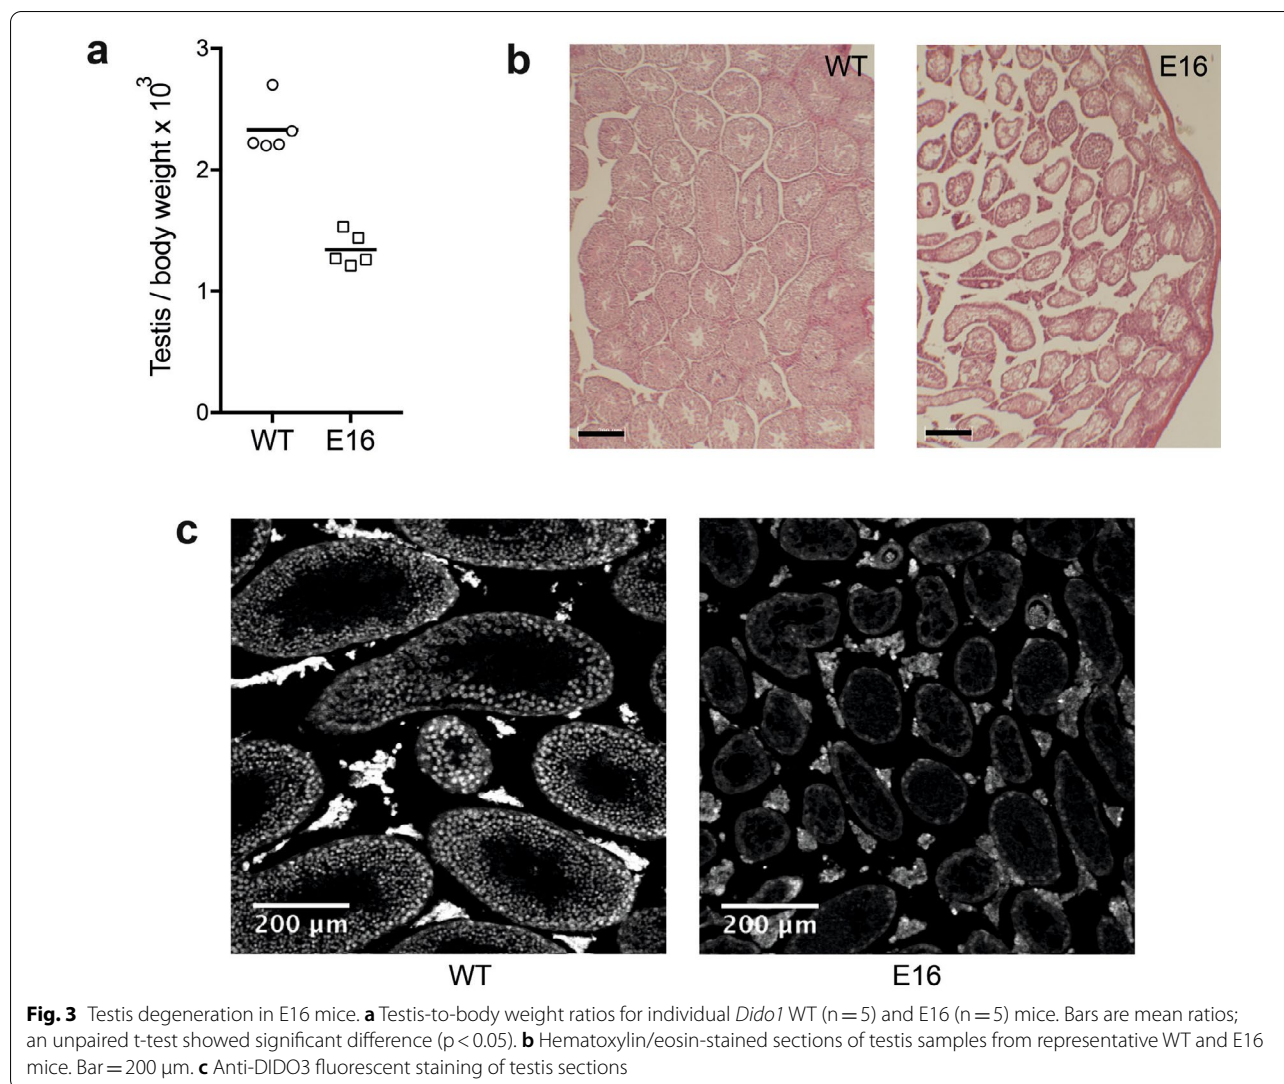 a
3
2
1
0
Testis / body weight x 10³
WT
E16
b
WT
E16
c
200 µm
200 µm
WT
E16
Fig. 3 Testis degeneration in E16 mice. a Testis-to-body weight ratios for individual Dido1 WT (n = 5) and E16 (n = 5) mice. Bars are mean ratios;
an unpaired t-test showed significant difference (p < 0.05). b Hematoxylin/eosin-stained sections of testis samples from representative WT and E16
mice. Bar = 200 µm. c Anti-DIDO3 fluorescent staining of testis sections